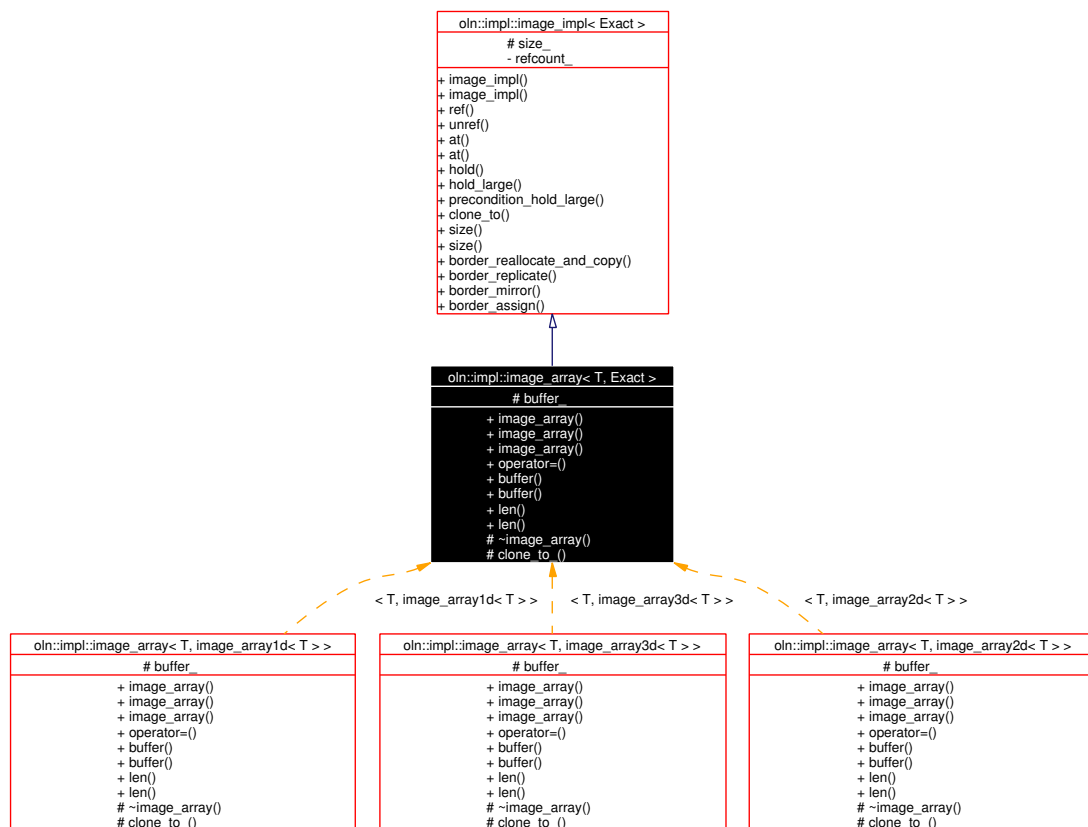 oln::impl::image_impl< Exact >
# size_
- refcount_
+ image_impl()
+ image_impl()
+ ref()
+ unref()
+ at()
+ at()
+ hold()
+ hold_large()
+ precondition_hold_large()
+ clone_to()
+ size()
+ size()
+ border_reallocate_and_copy()
+ border_replicate()
+ border_mirror()
+ border_assign()
oln::impl::image_array< T, Exact >
# buffer_
+ image_array()
+ image_array()
+ image_array()
+ operator=()
+ buffer()
+ buffer()
+ len()
+ len()
# ~image_array()
# clone_to_()
< T, image_array1d< T > >
< T, image_array3d< T > >
< T, image_array2d< T > >
oln::impl::image_array< T, image_array1d< T > >
# buffer_
+ image_array()
+ image_array()
+ image_array()
+ operator=()
+ buffer()
+ buffer()
+ len()
+ len()
# ~image_array()
# clone_to_()
oln::impl::image_array< T, image_array3d< T > >
# buffer_
+ image_array()
+ image_array()
+ image_array()
+ operator=()
+ buffer()
+ buffer()
+ len()
+ len()
# ~image_array()
# clone_to_()
oln::impl::image_array< T, image_array2d< T > >
# buffer_
+ image_array()
+ image_array()
+ image_array()
+ operator=()
+ buffer()
+ buffer()
+ len()
+ len()
# ~image_array()
# clone_to_()